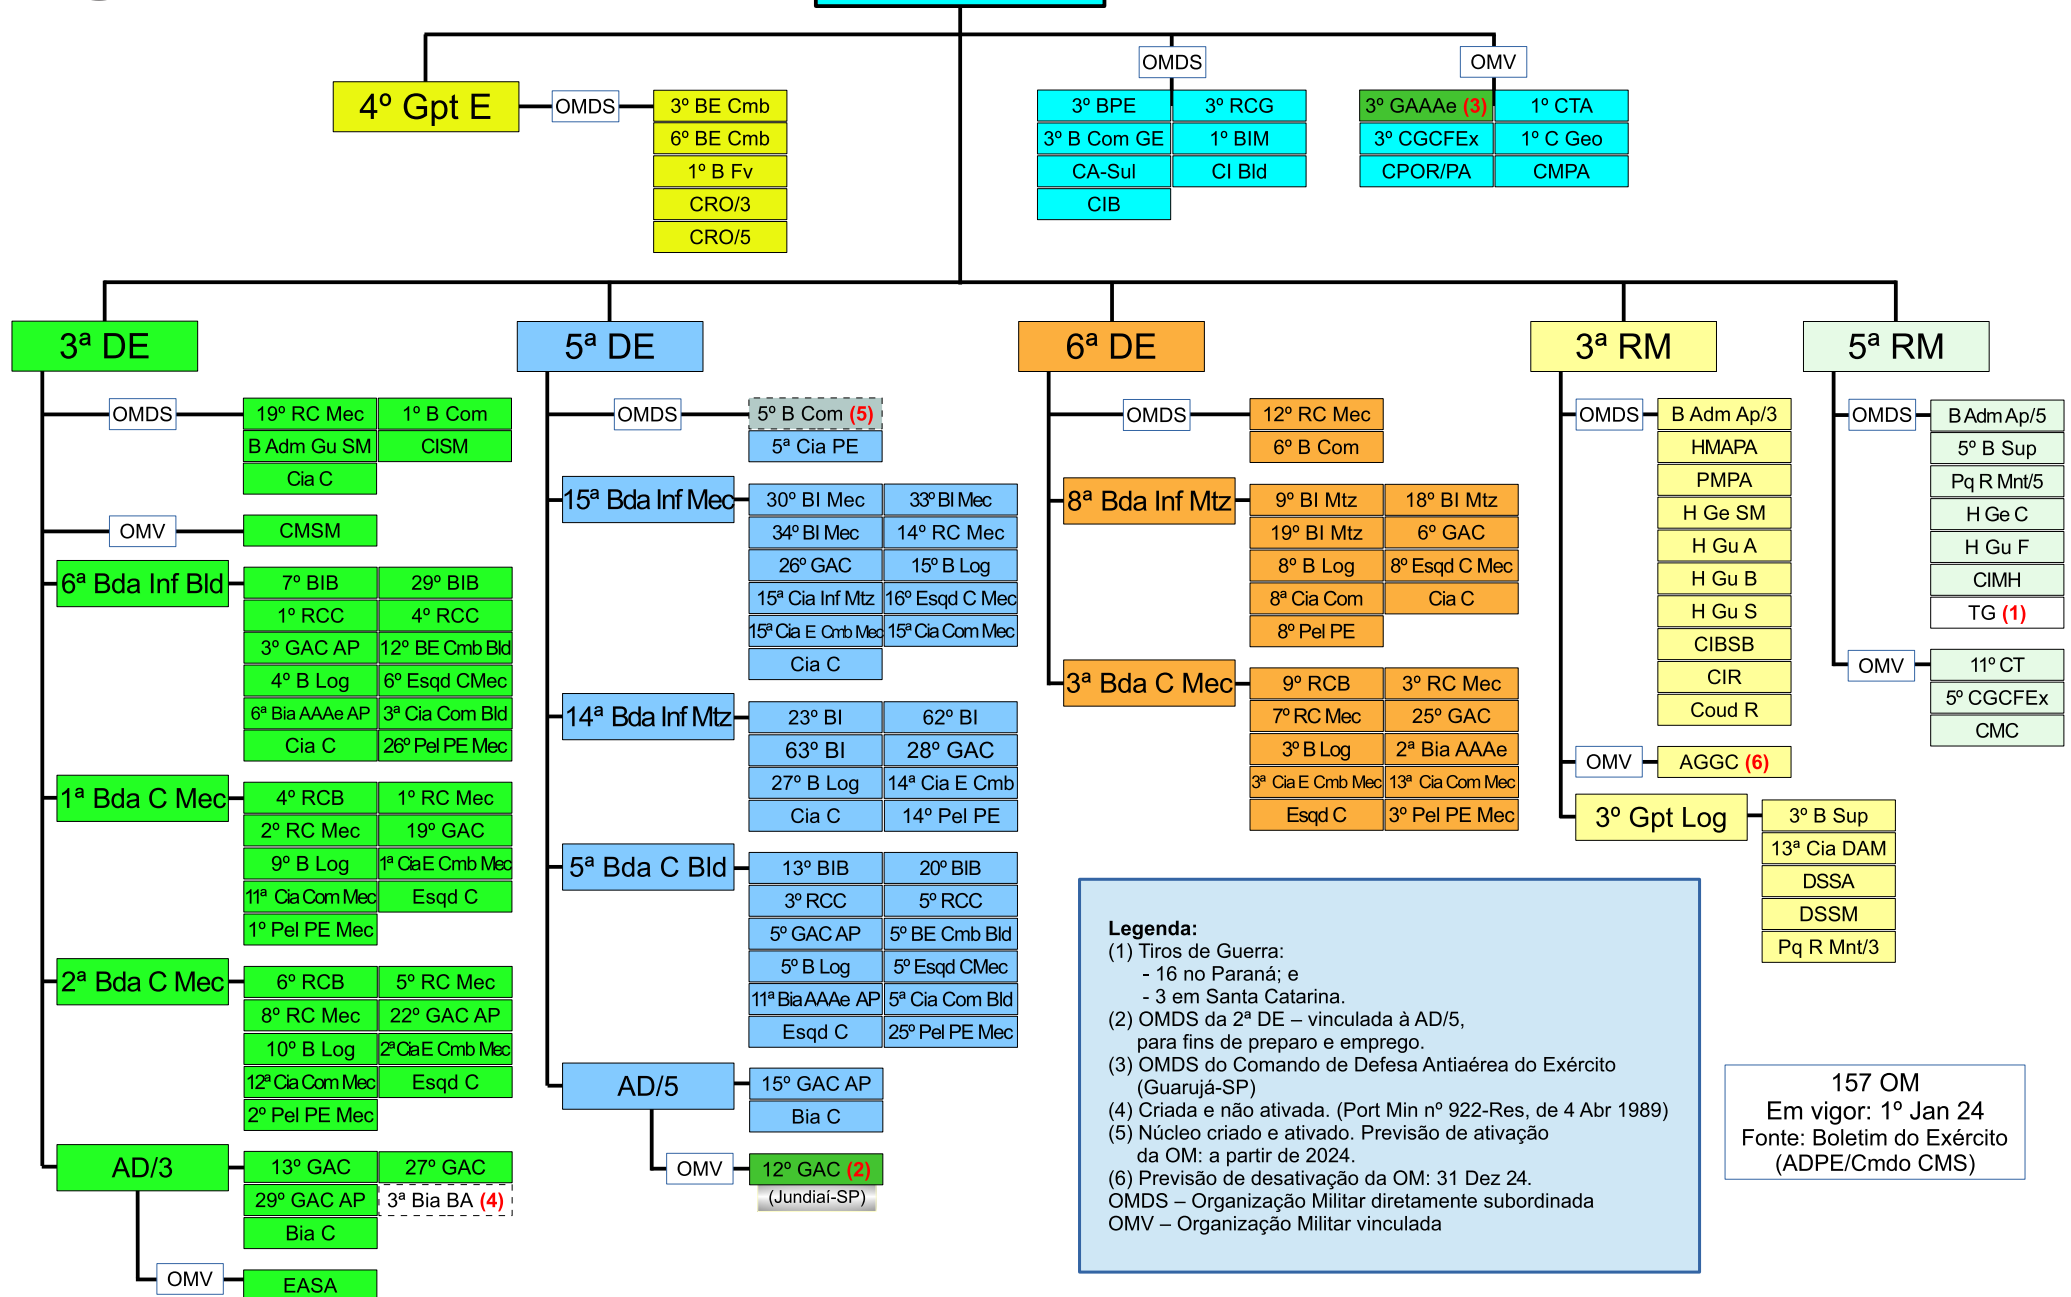 OMDS
OMV
4º Gpt E
OMDS
3º BE Cmb
6º BE Cmb
1º B Fv
CRO/3
CRO/5
3º BPE
3º RCG
3º B Com GE
1º BIM
CA-Sul
CI Bld
CIB
3º GAAAe (3)
1º CTA
3º CGCFEx
1º C Geo
CPOR/PA
CMPA
3ª DE
OMDS
19º RC Mec
1º B Com
B Adm Gu SM
CISM
Cia C
OMV
CMSM
6ª Bda Inf Bld
7º BIB
29º BIB
1º RCC
4º RCC
3º GAC AP
12º BE Cmb Bld
4º B Log
6º Esqd CMec
6ª Bia AAAe AP
3ª Cia Com Bld
Cia C
26º Pel PE Mec
1ª Bda C Mec
4º RCB
1º RC Mec
2º RC Mec
19º GAC
9º B Log
1ª Cia E Cmb Mec
11ª Cia Com Mec
Esqd C
1º Pel PE Mec
2ª Bda C Mec
6º RCB
5º RC Mec
8º RC Mec
22º GAC AP
10º B Log
2ª Cia E Cmb Mec
12ª Cia Com Mec
Esqd C
2º Pel PE Mec
AD/3
13º GAC
27º GAC
29º GAC AP
3ª Bia BA (4)
Bia C
OMV
EASA
5ª DE
OMDS
5º B Com (5)
5ª Cia PE
15ª Bda Inf Mec
30º BI Mec
33º BI Mec
34º BI Mec
14º RC Mec
26º GAC
15º B Log
15ª Cia Inf Mtz
16º Esqd C Mec
15ª Cia E Cmb Mec
15ª Cia Com Mec
Cia C
14ª Bda Inf Mtz
23º BI
62º BI
63º BI
28º GAC
27º B Log
14ª Cia E Cmb
Cia C
14º Pel PE
5ª Bda C Bld
13º BIB
20º BIB
3º RCC
5º RCC
5º GAC AP
5º BE Cmb Bld
5º B Log
5º Esqd CMec
11ª Bia AAAe AP
5ª Cia Com Bld
Esqd C
25º Pel PE Mec
AD/5
15º GAC AP
Bia C
OMV
12º GAC (2)
(Jundiaí-SP)
6ª DE
OMDS
12º RC Mec
6º B Com
8ª Bda Inf Mtz
9º BI Mtz
18º BI Mtz
19º BI Mtz
6º GAC
8º B Log
8º Esqd C Mec
8ª Cia Com
Cia C
8º Pel PE
3ª Bda C Mec
9º RCB
3º RC Mec
7º RC Mec
25º GAC
3º B Log
2ª Bia AAAe
3ª Cia E Cmb Mec
13ª Cia Com Mec
Esqd C
3º Pel PE Mec
3ª RM
OMDS
B Adm Ap/3
HMAPA
PMPA
H Ge SM
H Gu A
H Gu B
H Gu S
CIBSB
CIR
Coud R
OMV
AGGC (6)
3º Gpt Log
3º B Sup
13ª Cia DAM
DSSA
DSSM
Pq R Mnt/3
5ª RM
OMDS
B Adm Ap/5
5º B Sup
Pq R Mnt/5
H Ge C
H Gu F
CIMH
TG (1)
OMV
11º CT
5º CGCFEx
CMC
Legenda:
(1) Tiros de Guerra:
- 16 no Paraná; e
- 3 em Santa Catarina.
(2) OMDS da 2ª DE – vinculada à AD/5,
para fins de preparo e emprego.
(3) OMDS do Comando de Defesa Antiaérea do Exército
(Guarujá-SP)
(4) Criada e não ativada. (Port Min nº 922-Res, de 4 Abr 1989)
(5) Núcleo criado e ativado. Previsão de ativação
da OM: a partir de 2024.
(6) Previsão de desativação da OM: 31 Dez 24.
OMDS – Organização Militar diretamente subordinada
OMV – Organização Militar vinculada
157 OM
Em vigor: 1º Jan 24
Fonte: Boletim do Exército
(ADPE/Cmdo CMS)